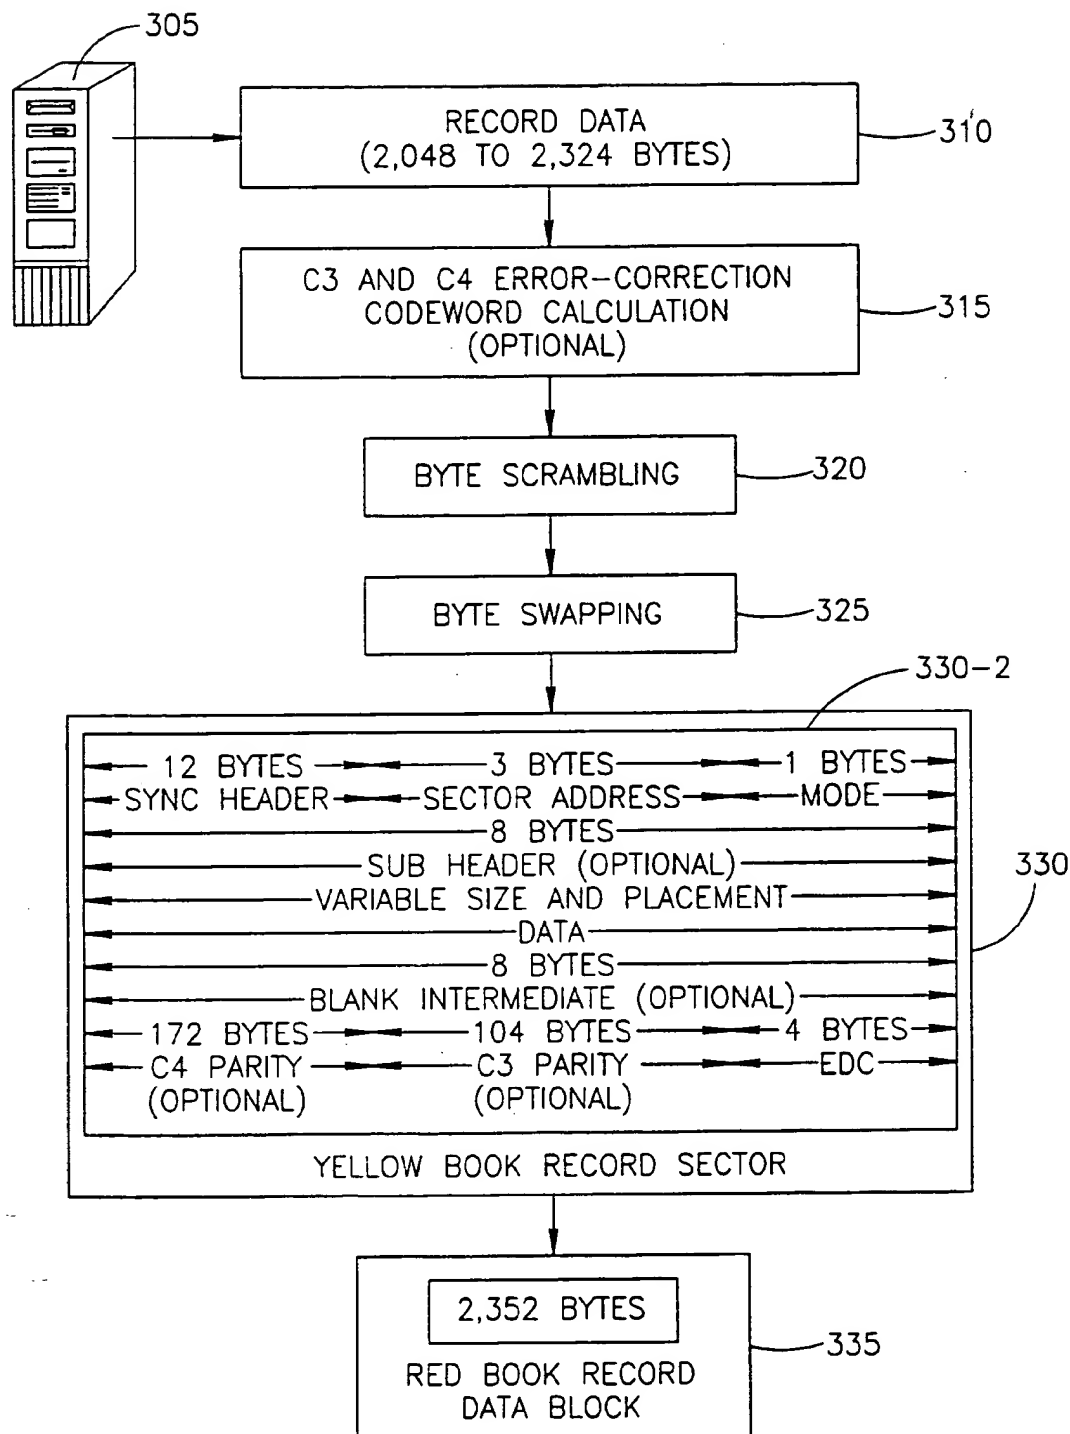 305
RECORD DATA
(2,048 TO 2,324 BYTES)
310
C3 AND C4 ERROR-CORRECTION
CODEWORD CALCULATION
(OPTIONAL)
315
BYTE SCRAMBLING
320
BYTE SWAPPING
325
330-2
12 BYTES 3 BYTES 1 BYTES
SYNC HEADER SECTOR ADDRESS MODE
8 BYTES
SUB HEADER (OPTIONAL)
330
VARIABLE SIZE AND PLACEMENT
DATA
8 BYTES
BLANK INTERMEDIATE (OPTIONAL)
172 BYTES 104 BYTES 4 BYTES
C4 PARITY C3 PARITY EDC
(OPTIONAL) (OPTIONAL)
YELLOW BOOK RECORD SECTOR
2,352 BYTES
335
RED BOOK RECORD
DATA BLOCK